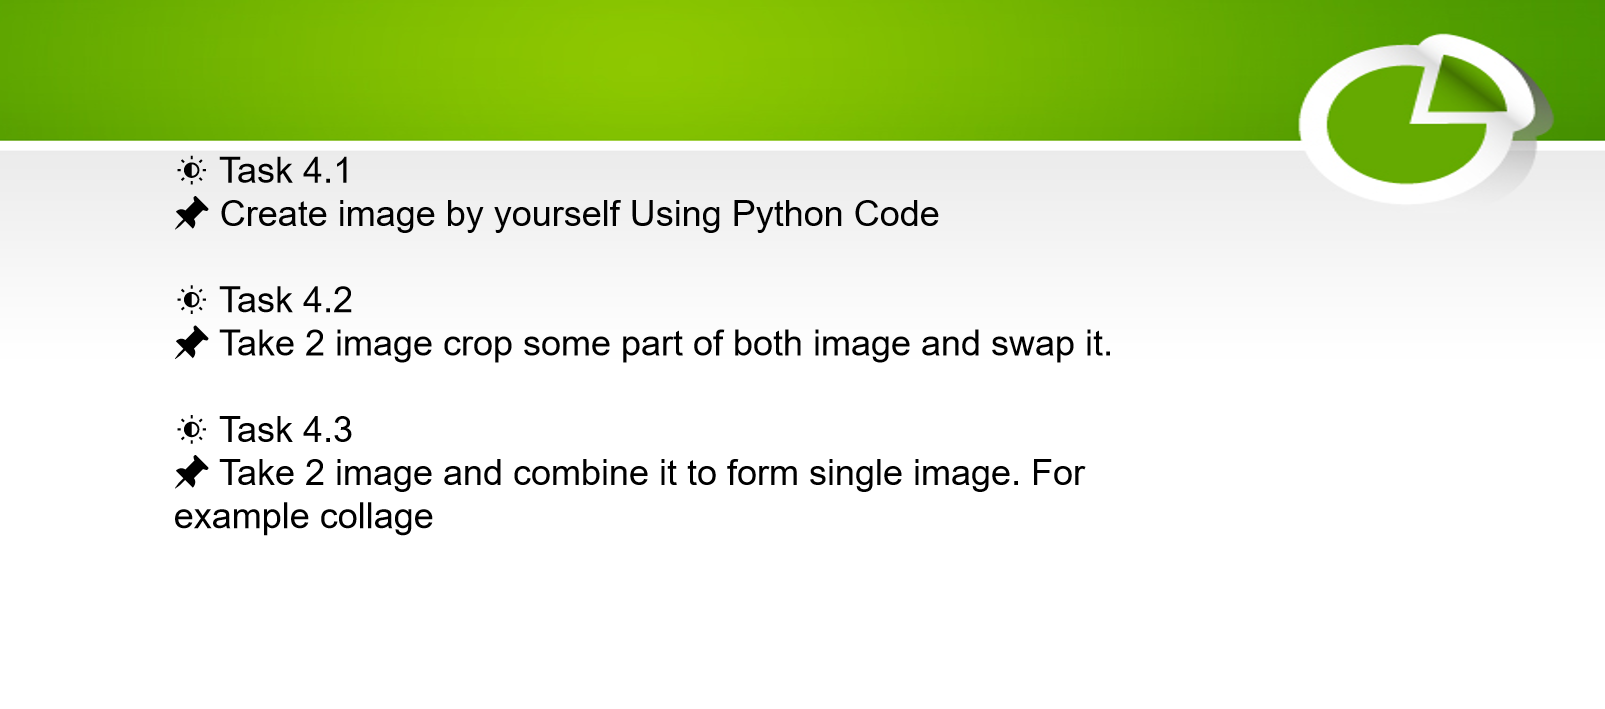 Task 4.1
Create image by yourself Using Python Code
Task 4.2
Take 2 image crop some part of both image and swap it.
Task 4.3
Take 2 image and combine it to form single image. For
example collage